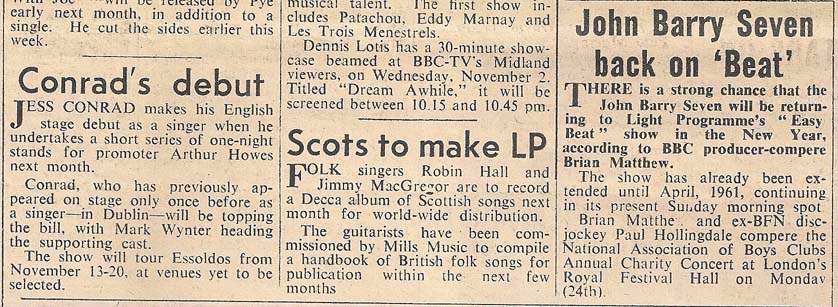 early next month, in addition to a
single. He cut the sides earlier this
week.
Conrad's debut
JESS CONRAD makes his English
stage debut as a singer when he
undertakes a short series of one-night
stands for promoter Arthur Howes
next month.
Conrad, who has previously ap-
peared on stage only once before as
a singer—in Dublin—will be topping
the bill, with Mark Wynter heading
the supporting cast.
The show will tour Essoldos from
November 13-20, at venues yet to be
selected.
musical talent. The first show in-
cludes Patachou, Eddy Marnay and
Les Trois Menestrels.
Dennis Lotis has a 30-minute show-
case beamed at BBC-TV's Midland
viewers, on Wednesday, November 2.
Titled "Dream Awhile," it will be
screened between 10.15 and 10.45 pm.
Scots to make LP
FOLK singers Robin Hall and
Jimmy MacGregor are to record
a Decca album of Scottish songs next
month for world-wide distribution.
The guitarists have been com-
missioned by Mills Music to compile
a handbook of British folk songs for
publication within the next few
months
John Barry Seven
back on 'Beat'
THERE is a strong chance that the
John Barry Seven will be return-
ing to Light Programme's "Easy
Beat" show in the New Year,
according to BBC producer-compere
Brian Matthew.
The show has already been ex-
tended until April, 1961, continuing
in its present Sunday morning spot
Brian Matthe and ex-BFN disc-
jockey Paul Hollingdale compere the
National Association of Boys Clubs
Annual Charity Concert at London's
Royal Festival Hall on Monday
(24th).